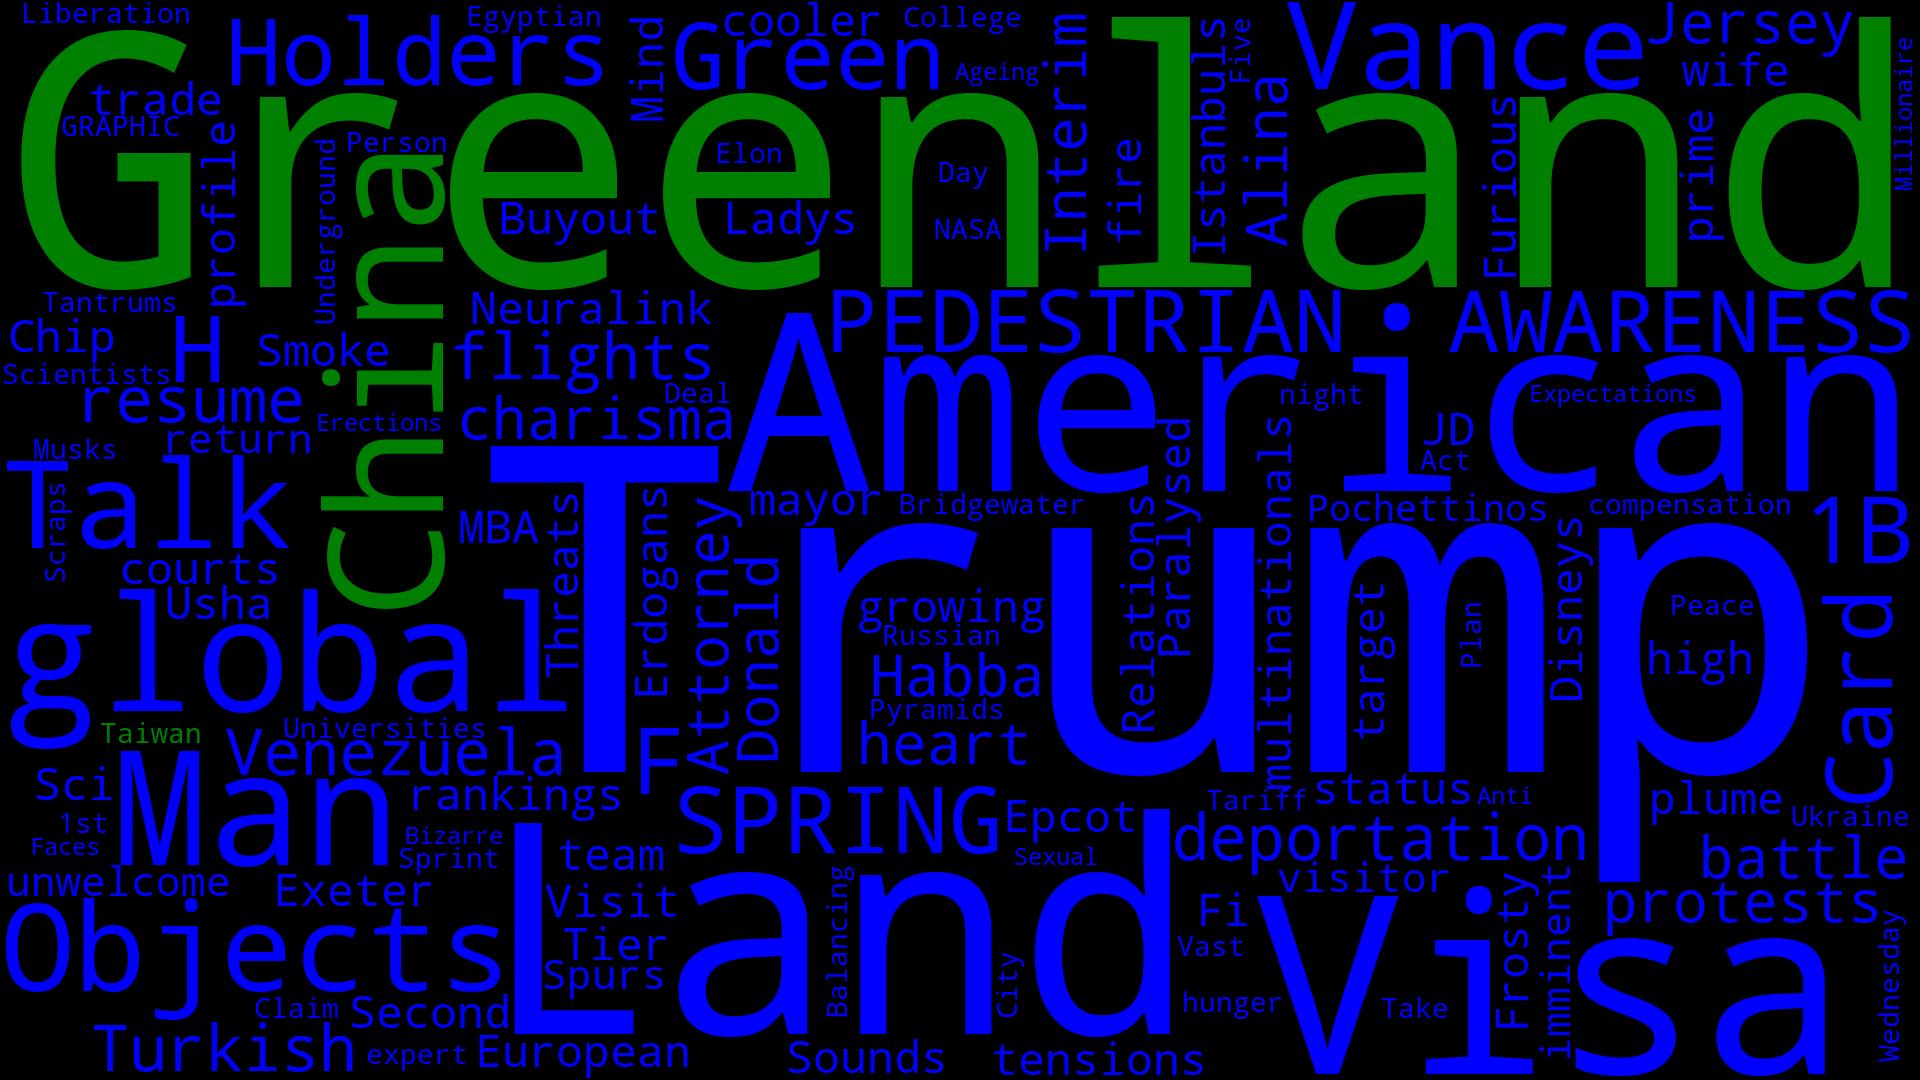 Liberation
Holders
Egyptian
Mind
cooler
College
Green
Ageing
Interim
Istanbuls
Five
Alina
Vance
Jersey
wife
Millionaire
Greenland
trade
GRAPHIC
profile
Underground
Person
China
Elon
Buyout
Ladys
Day
NASA
fire
Furious
prime
Tantrums
Chip
H
Scientists
Smoke
resume
return
Erections
Neuralink
flights
Deal
charisma
PEDESTRIAN
AWARENESS
American
night
Expectations
JD
Act
Musks
Talk
Scraps
courts
Usha
MBA
Threats
Erdogans
Attorney
mayor
Bridgewater
Donald
Trump
growing
Russian
Habba
Pyramids
heart
Relations
Paralysed
multinationals
Pochettinos
target
Plan
Disneys
compensation
1B
Peace
high
card
global
Taiwan
Universities
Venezuela
F
Sci
Man
1st
Faces
rankings
Bizarre
Sprint
SPRING
Epcot
Sexual
Tariff
status
Anti
deportation
visitor
plume
Ukraine
battle
protests
unwelcome
Exeter
team
Visit
Tier
Spurs
Objects
Land
Balancing
City
Fi
Vast
hunger
Visa
Take
Frosty
imminent
Wednesday
Claim
Second
Turkish
expert
European
Sounds
tensions